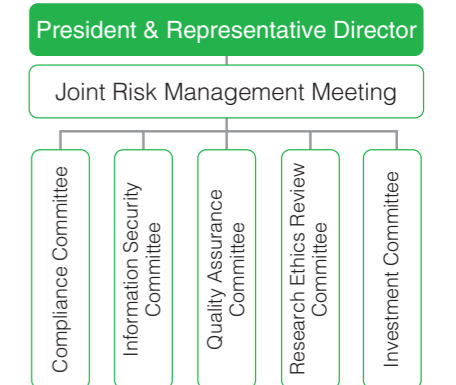 President & Representative Director
Joint Risk Management Meeting
Compliance Committee
Information Security
Committee
Quality Assurance
Committee
Research Ethics Review
Committee
Investment Committee